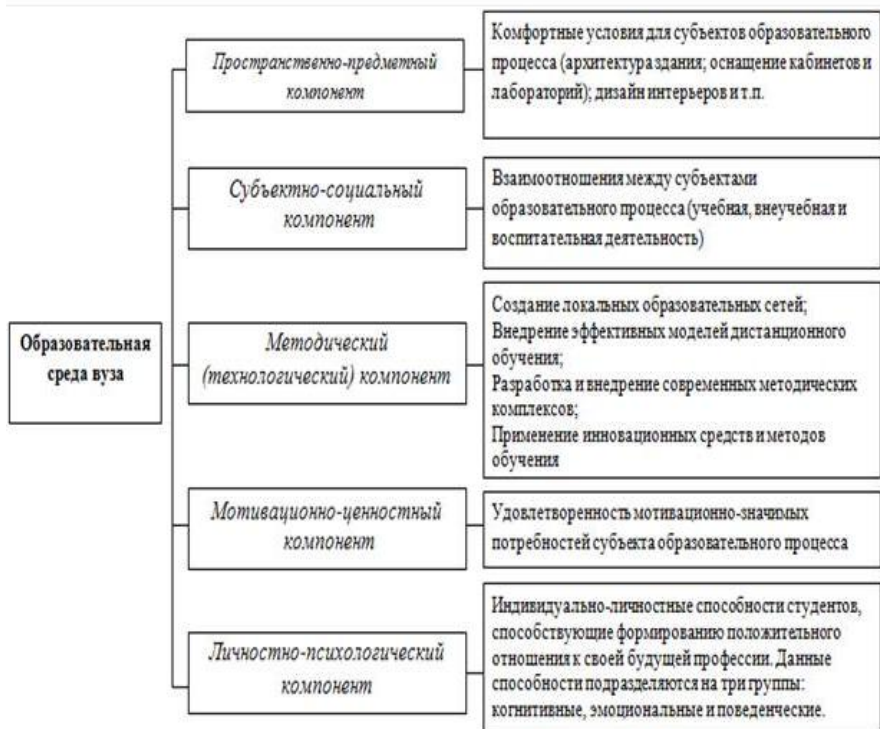 Образовательная
среда вуза
Пространственно-предметный
компонент
Комфортные условия для субъектов образовательного
процесса (архитектура здания; оснащение кабинетов и
лабораторий); дизайн интерьеров и т.п.
Субъектно-социальный
компонент
Взаимоотношения между субъектами
образовательного процесса (учебная, внеучебная и
воспитательная деятельность)
Методический
(технологический) компонент
Создание локальных образовательных сетей;
Внедрение эффективных моделей дистанционного
обучения;
Разработка и внедрение современных методических
комплексов;
Применение инновационных средств и методов
обучения
Мотивационно-ценностный
компонент
Удовлетворенность мотивационно-значимых
потребностей субъекта образовательного процесса
Личностно-психологический
компонент
Индивидуально-личностные способности студентов,
способствующие формированию положительного
отношения к своей будущей профессии. Данные
способности подразделяются на три группы:
когнитивные, эмоциональные и поведенческие.